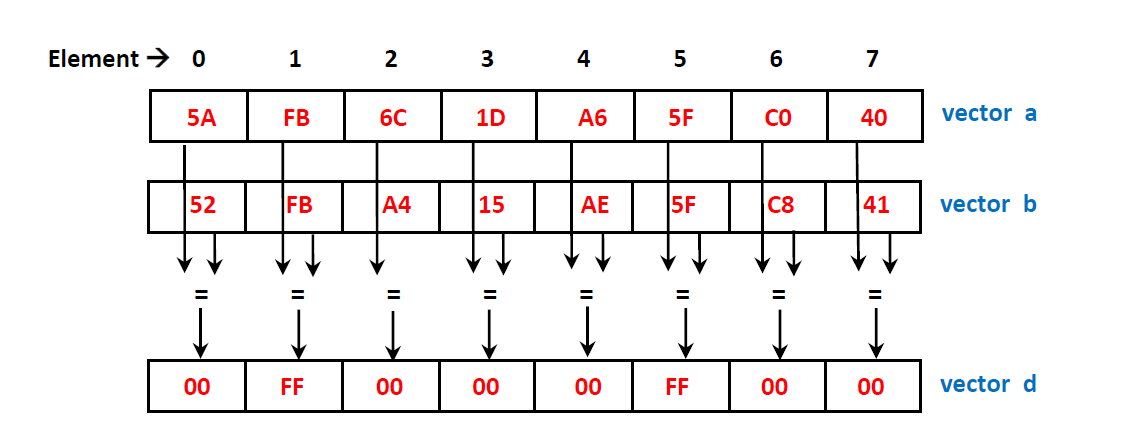 Element → 0 1 2 3 4 5 6 7
5A FB 6C 1D A6 5F C0 40 vector a
52 FB A4 15 AE 5F C8 41 vector b
= = = = = = = =
00 FF 00 00 00 FF 00 00 vector d